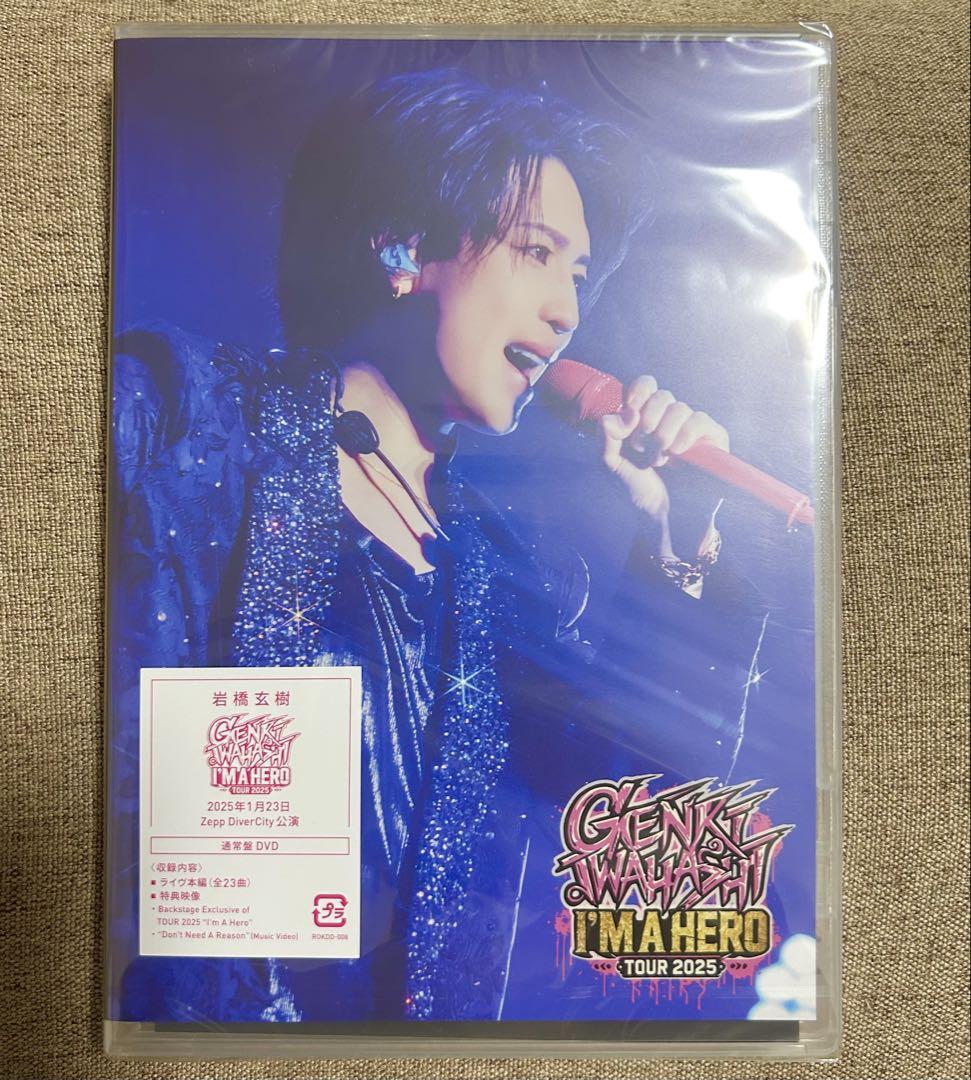 岩橋玄樹
GENKI
IWAHASHI
I'M A HERO
TOUR 2025
2025年1月23日
Zepp DiverCity 公演
通常盤 DVD
〈収録内容〉
■ ライヴ本編(全23曲)
■ 特典映像
・Backstage Exclusive of
TOUR 2025 “I'm A Hero”
・“Don't Need A Reason”(Music Video)
プラ
ROKDD-008
GENKI
IWAHASHI
I'M A HERO
TOUR 2025